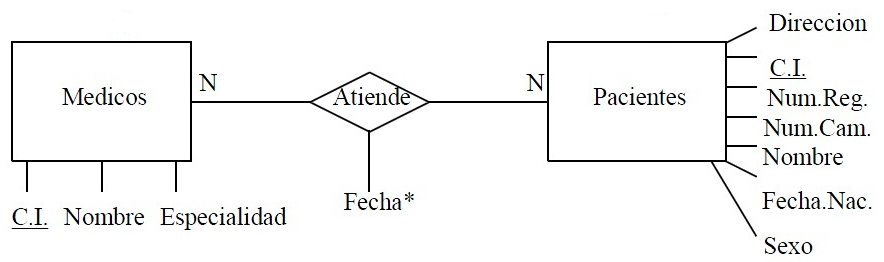 Direccion
Medicos
N
Atiende
N
Pacientes
C.I.
Num.Reg.
Num.Cam.
Nombre
C.I.
Nombre
Especialidad
Fecha*
Fecha.Nac.
Sexo